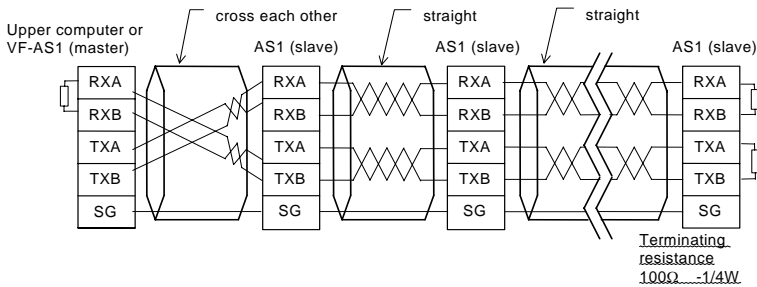 cross each other
straight
straight
Upper computer or
VF-AS1 (master)
AS1 (slave)
AS1 (slave)
AS1 (slave)
RXA
RXB
TXA
TXB
SG
RXA
RXB
TXA
TXB
SG
RXA
RXB
TXA
TXB
SG
RXA
RXB
TXA
TXB
SG
Terminating
resistance
100Ω -1/4W